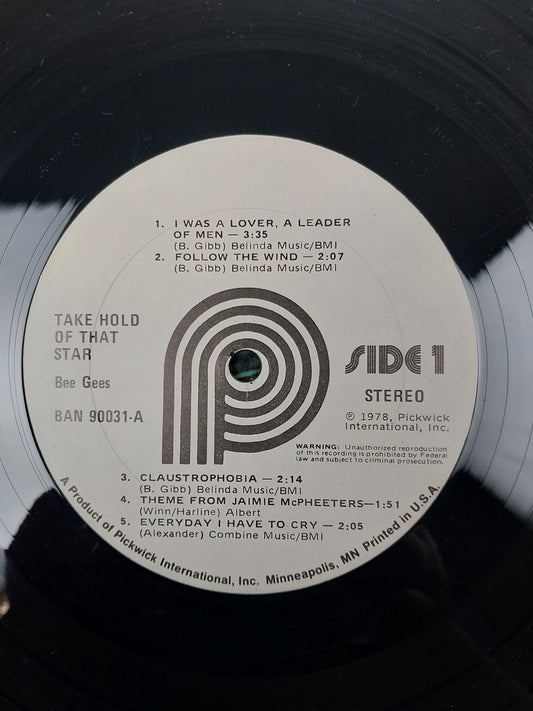 1. I WAS A LOVER, A LEADER
OF MEN — 3:35
(B. Gibb) Belinda Music/BMI
2. FOLLOW THE WIND — 2:07
(B. Gibb) Belinda Music/BMI
TAKE HOLD
OF THAT
STAR
Bee Gees
BAN 90031-A
SIDE 1
STEREO
℗ 1978, Pickwick
International, Inc.
WARNING: Unauthorized reproduction
of this recording is prohibited by Federal
law and subject to criminal prosecution.
3. CLAUSTROPHOBIA — 2:14
(B. Gibb) Belinda Music/BMI
4. THEME FROM JAIMIE McPHEETERS—1:51
(Winn/Harline) Albert
5. EVERYDAY I HAVE TO CRY — 2:05
(Alexander) Combine Music/BMI
A Product of Pickwick International, Inc. Minneapolis, MN Printed in U.S.A.